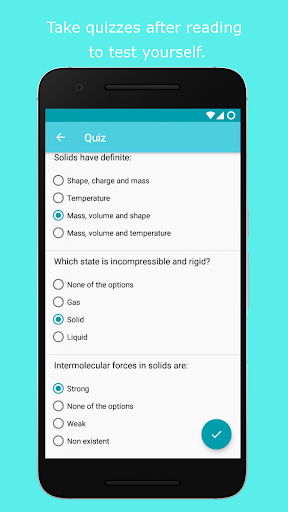 Take quizzes after reading
to test yourself.
Quiz
Solids have definite:
Shape, charge and mass
Temperature
Mass, volume and shape
Mass, volume and temperature
Which state is incompressible and rigid?
None of the options
Gas
Solid
Liquid
Intermolecular forces in solids are:
Strong
None of the options
Weak
Non existent